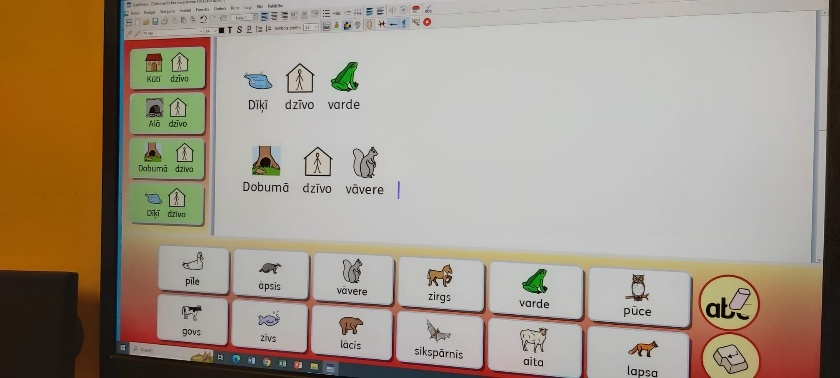 Kūtī dzīvo
Alā dzīvo
Dobumā dzīvo
Dīķī dzīvo
Dīķī dzīvo varde
Dobumā dzīvo vāvere
pīle āpsis vāvere zirgs varde pūce
govs zivs lācis sikspārnis aita lapsa
abc